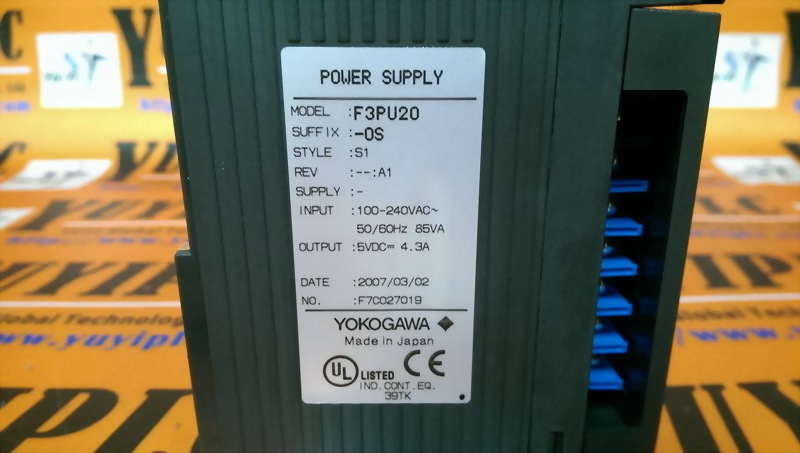 POWER SUPPLY
MODEL :F3PU20
SUFFIX :-0S
STYLE :S1
REV :--:A1
SUPPLY :-
INPUT :100-240VAC~
50/60Hz 85VA
OUTPUT :5VDC⎓ 4.3A
DATE :2007/03/02
NO. :F7C027019
YOKOGAWA
Made in Japan
UL LISTED CE
IND.CONT.EQ.
39TK